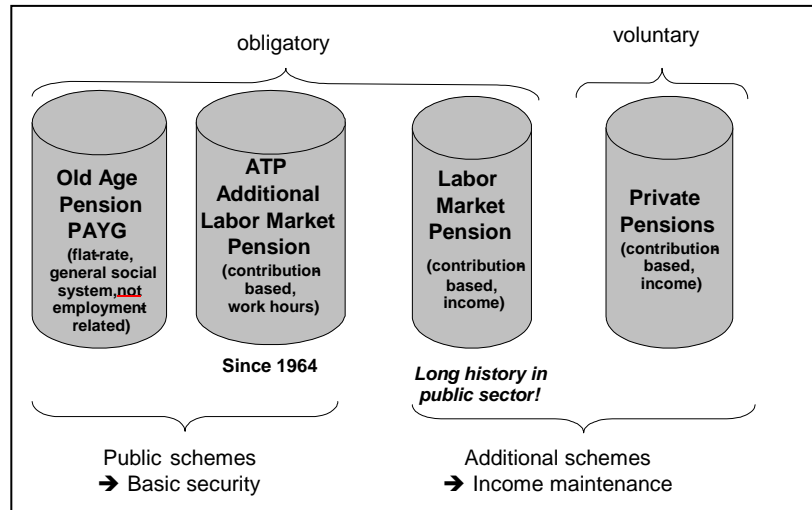 obligatory
voluntary
Old Age
Pension
PAYG
(flat-rate,
general social
system,not
employment-
related)
ATP
Additional
Labor Market
Pension
(contribution-
based,
work hours)
Since 1964
Labor
Market
Pension
(contribution-
based,
income)
Long history in
public sector!
Private
Pensions
(contribution-
based,
income)
Public schemes
➔ Basic security
Additional schemes
➔ Income maintenance